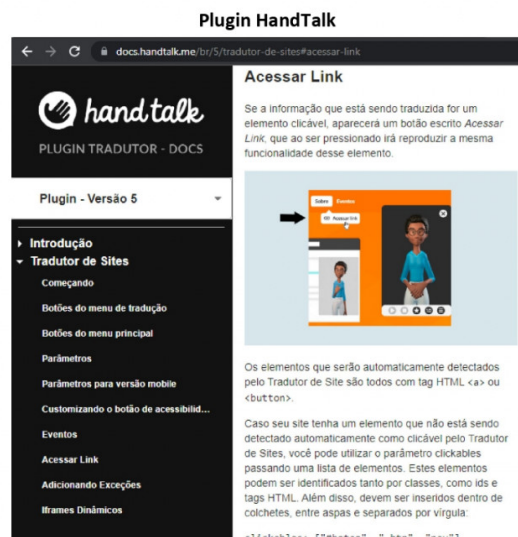 Plugin HandTalk
docs.handtalk.me/br/5/tradutor-de-sites#acessar-link
hand talk
PLUGIN TRADUTOR - DOCS
Plugin - Versão 5
Introdução
Tradutor de Sites
Começando
Botões do menu de tradução
Botões do menu principal
Parâmetros
Parâmetros para versão mobile
Customizando o botão de acessibilid...
Eventos
Acessar Link
Adicionando Exceções
Iframes Dinâmicos
Acessar Link
Se a informação que está sendo traduzida for um
elemento clicável, aparecerá um botão escrito Acessar
Link, que ao ser pressionado irá reproduzir a mesma
funcionalidade desse elemento.
Sobre Eventos
Acessar link
Os elementos que serão automaticamente detectados
pelo Tradutor de Site são todos com tag HTML <a> ou
<button>.
Caso seu site tenha um elemento que não está sendo
detectado automaticamente como clicável pelo Tradutor
de Sites, você pode utilizar o parâmetro clickables
passando uma lista de elementos. Estes elementos
podem ser identificados tanto por classes, como ids e
tags HTML. Além disso, devem ser inseridos dentro de
colchetes, entre aspas e separados por vírgula: